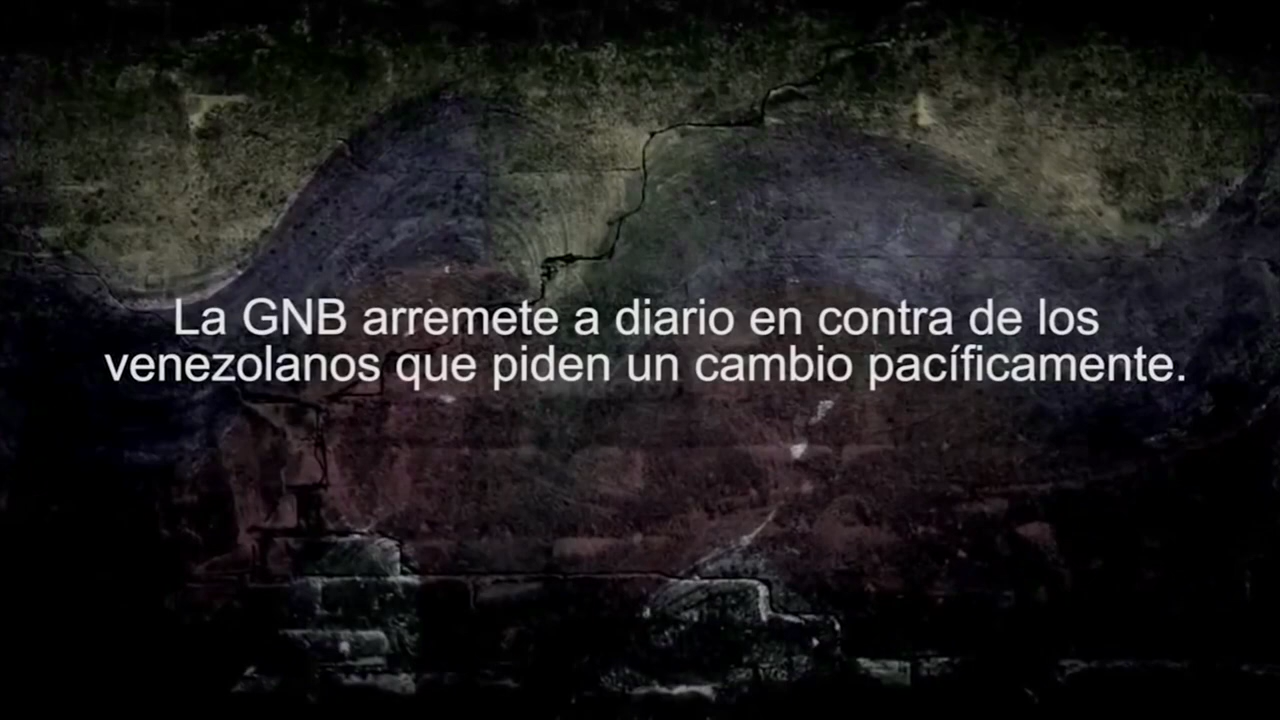 La GNB arremete a diario en contra de los
venezolanos que piden un cambio pacíficamente.